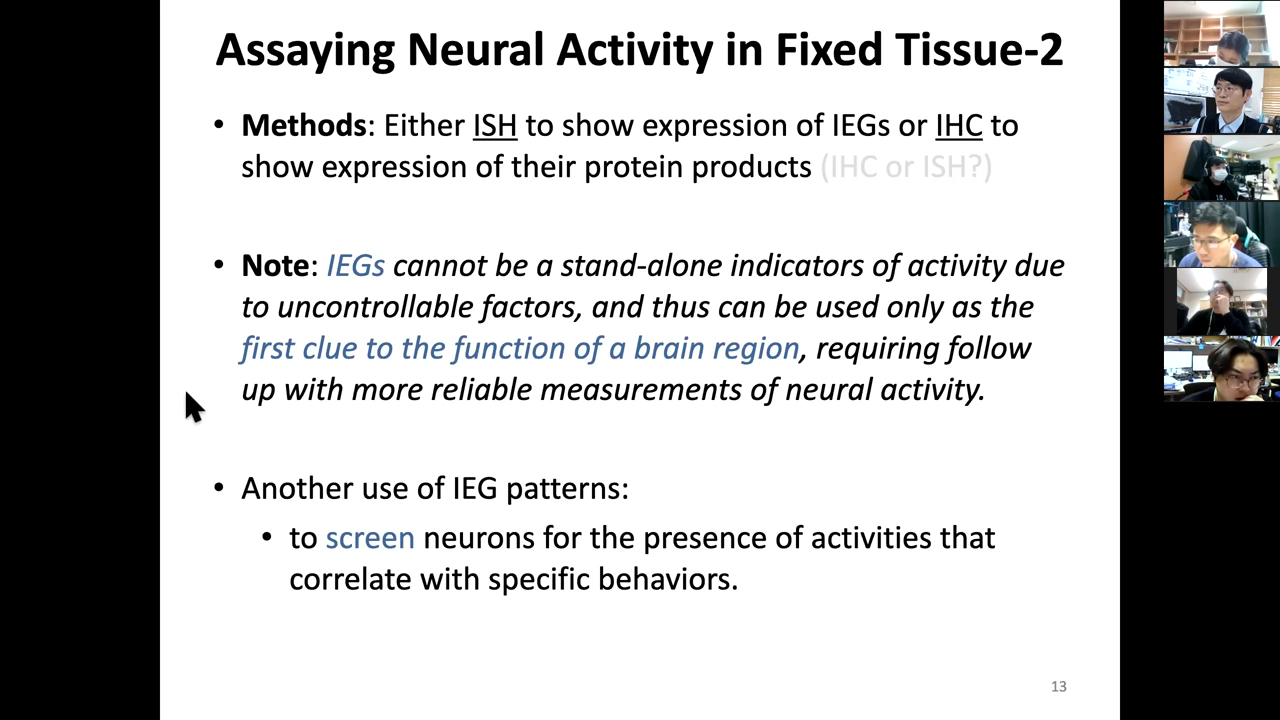 Assaying Neural Activity in Fixed Tissue-2
• Methods: Either ISH to show expression of IEGs or IHC to
show expression of their protein products (IHC or ISH?)
• Note: IEGs cannot be a stand-alone indicators of activity due
to uncontrollable factors, and thus can be used only as the
first clue to the function of a brain region, requiring follow
up with more reliable measurements of neural activity.
• Another use of IEG patterns:
• to screen neurons for the presence of activities that
correlate with specific behaviors.
13